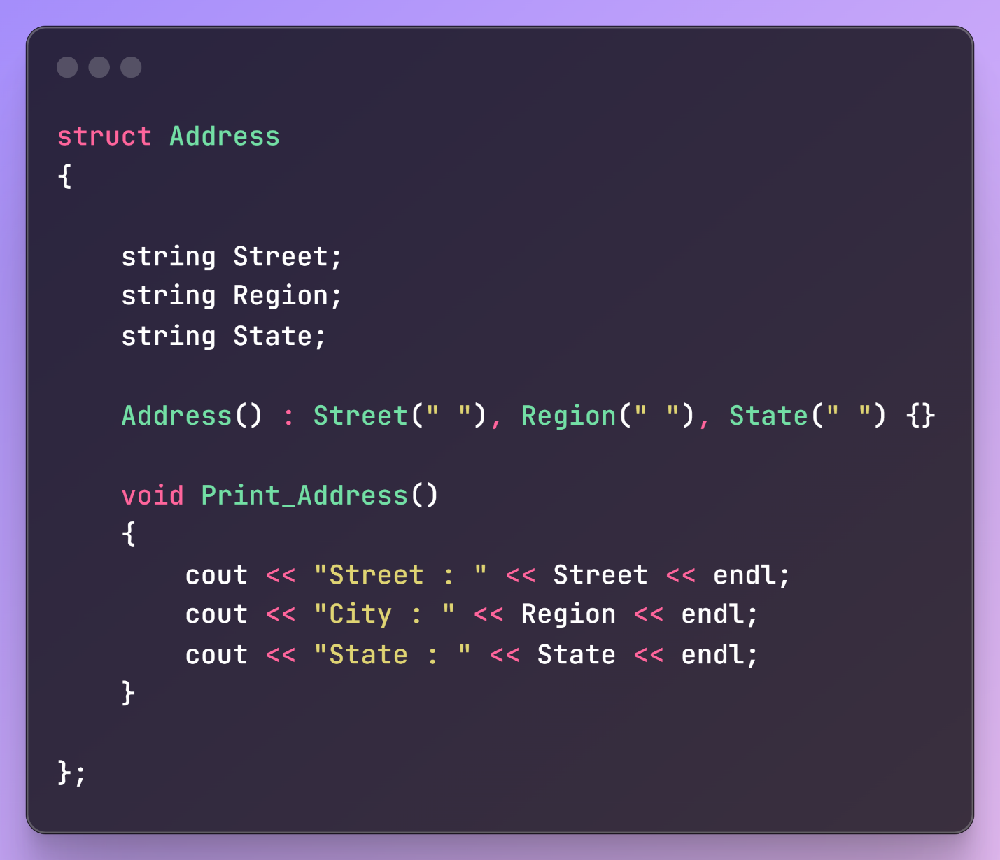 struct Address
{
string Street;
string Region;
string State;
Address() : Street(" "), Region(" "), State(" ") {}
void Print_Address()
{
cout << "Street : " << Street << endl;
cout << "City : " << Region << endl;
cout << "State : " << State << endl;
}
};